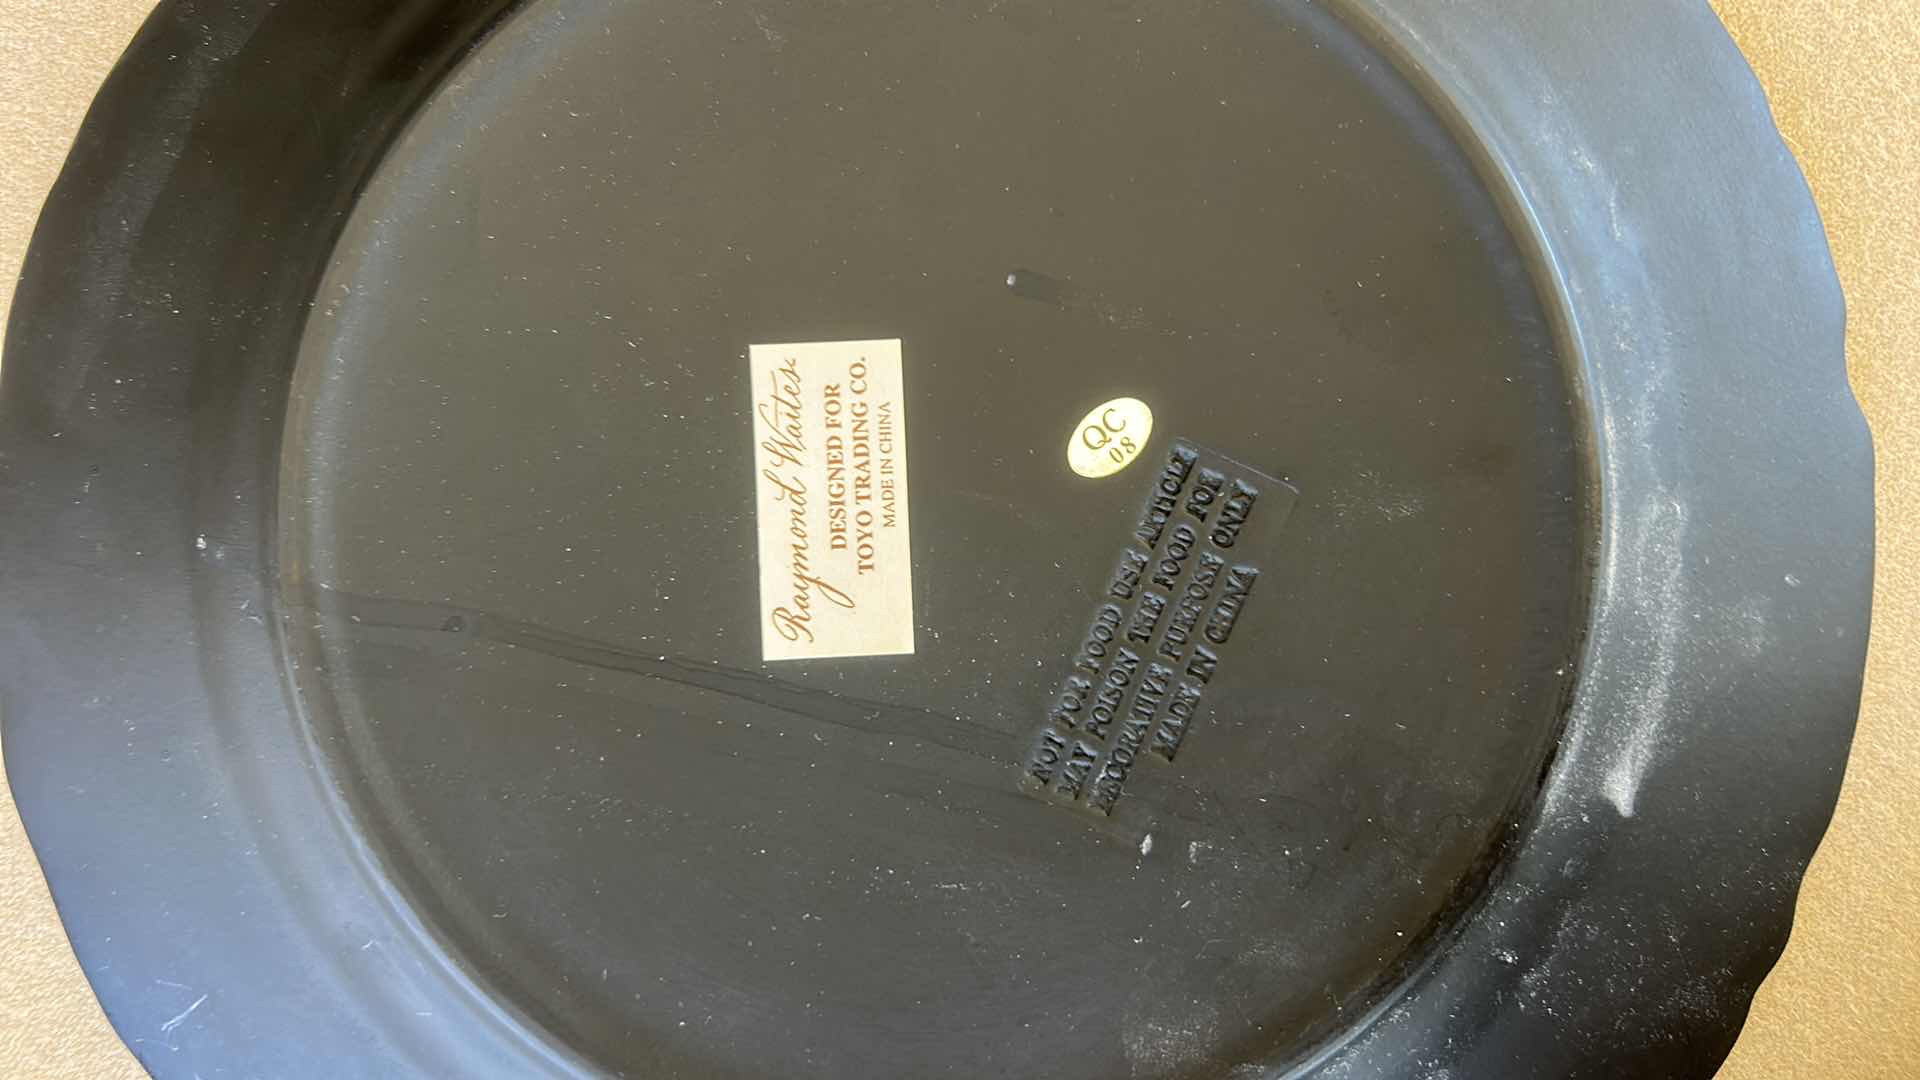 Raymond Waites
DESIGNED FOR
TOYO TRADING CO.
MADE IN CHINA
QC
08
NOT FOR FOOD USE ARTICLE
MAY POISON THE FOOD FOR
DECORATIVE PURPOSE ONLY
MADE IN CHINA